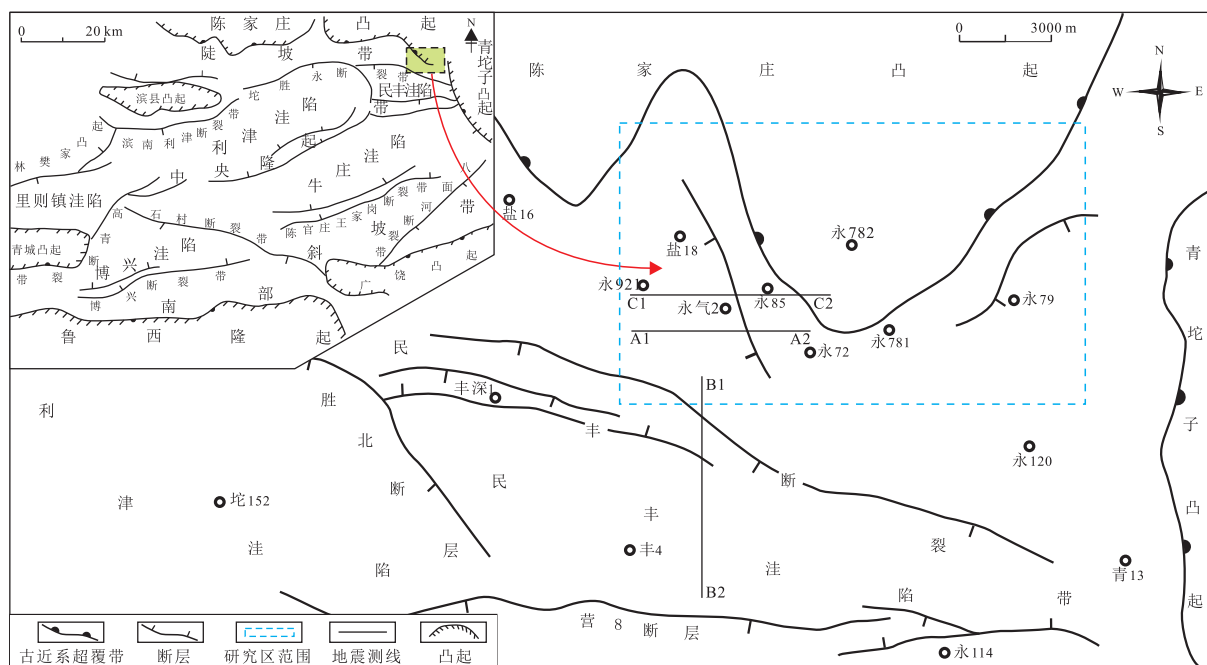 陈家庄凸起
0 20 km
N
陡坡带
青坨子凸起
滨县凸起
坨胜永断裂带
民丰洼陷
滨南利津断裂带
利津洼陷
林樊家凸起
中央隆起带
牛庄洼陷
里则镇洼陷
陈官庄王家岗断裂带
八面河断裂带
高青断裂带
石村断裂带
青城凸起
博兴洼陷
博兴断裂带
南部斜坡带
广饶凸起
鲁西隆起
0 3000 m
陈家庄凸起
N
W E
S
盐16
盐18
永782
永921
C1 C2
永85
永气2
永79
A1 A2
永72
永781
青坨子凸起
B1
民丰断裂带
丰深1
胜北断层
永120
利津洼陷
坨152
民丰洼陷
丰4
青13
B2
营8断层
永114
古近系超覆带 断层 研究区范围 地震测线 凸起